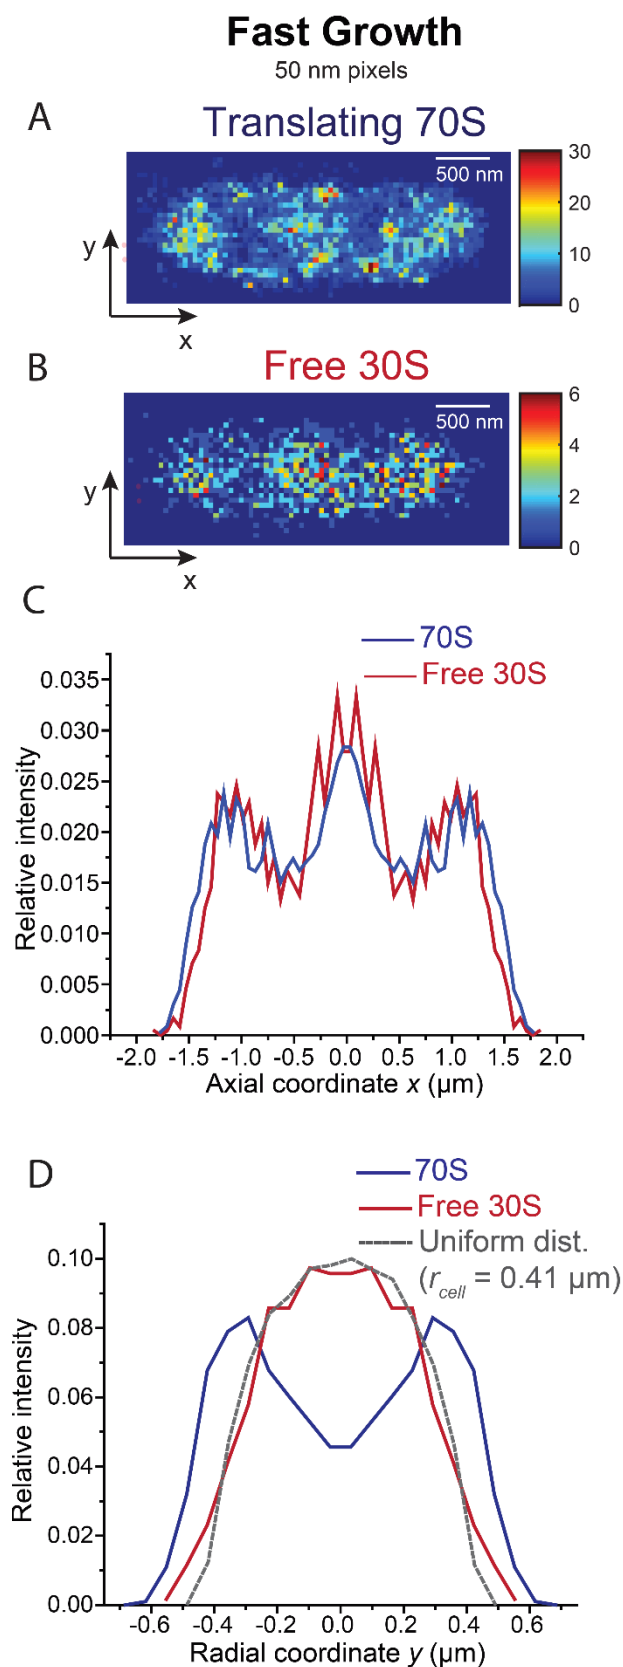 Fast Growth
50 nm pixels
A
Translating 70S
500 nm
30
20
10
0
y
x
B
Free 30S
500 nm
6
4
2
0
y
x
C
70S
Free 30S
Relative intensity
0.035
0.030
0.025
0.020
0.015
0.010
0.005
0.000
-2.0 -1.5 -1.0 -0.5 0.0 0.5 1.0 1.5 2.0
Axial coordinate x (µm)
D
70S
Free 30S
Uniform dist.
(r_cell = 0.41 µm)
Relative intensity
0.10
0.08
0.06
0.04
0.02
0.00
-0.6 -0.4 -0.2 0.0 0.2 0.4 0.6
Radial coordinate y (µm)